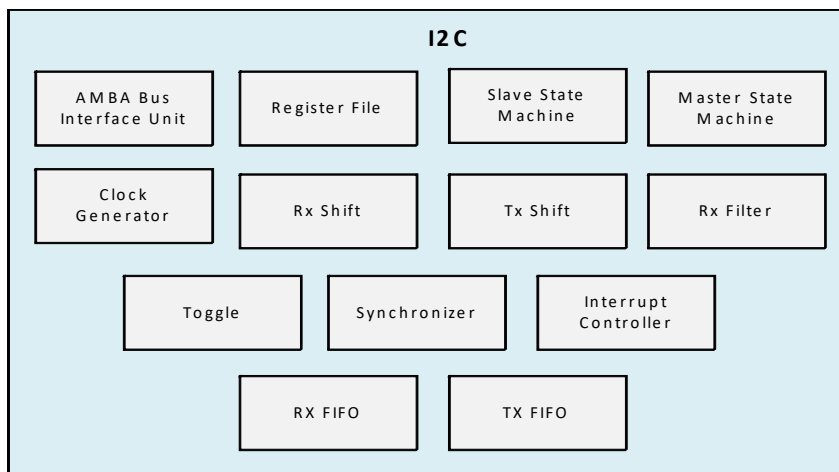 I2C
AMBA Bus
Interface Unit
Register File
Slave State
Machine
Master State
Machine
Clock
Generator
Rx Shift
Tx Shift
Rx Filter
Toggle
Synchronizer
Interrupt
Controller
RX FIFO
TX FIFO